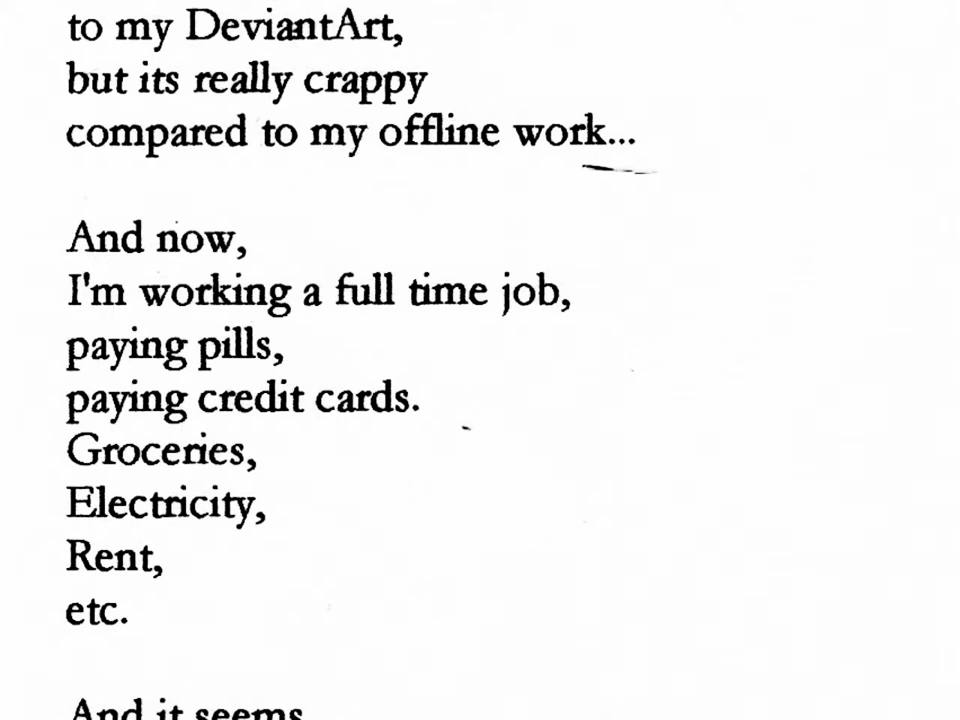 to my DeviantArt,
but its really crappy
compared to my offline work...
And now,
I'm working a full time job,
paying pills,
paying credit cards.
Groceries,
Electricity,
Rent,
etc.
And it seems